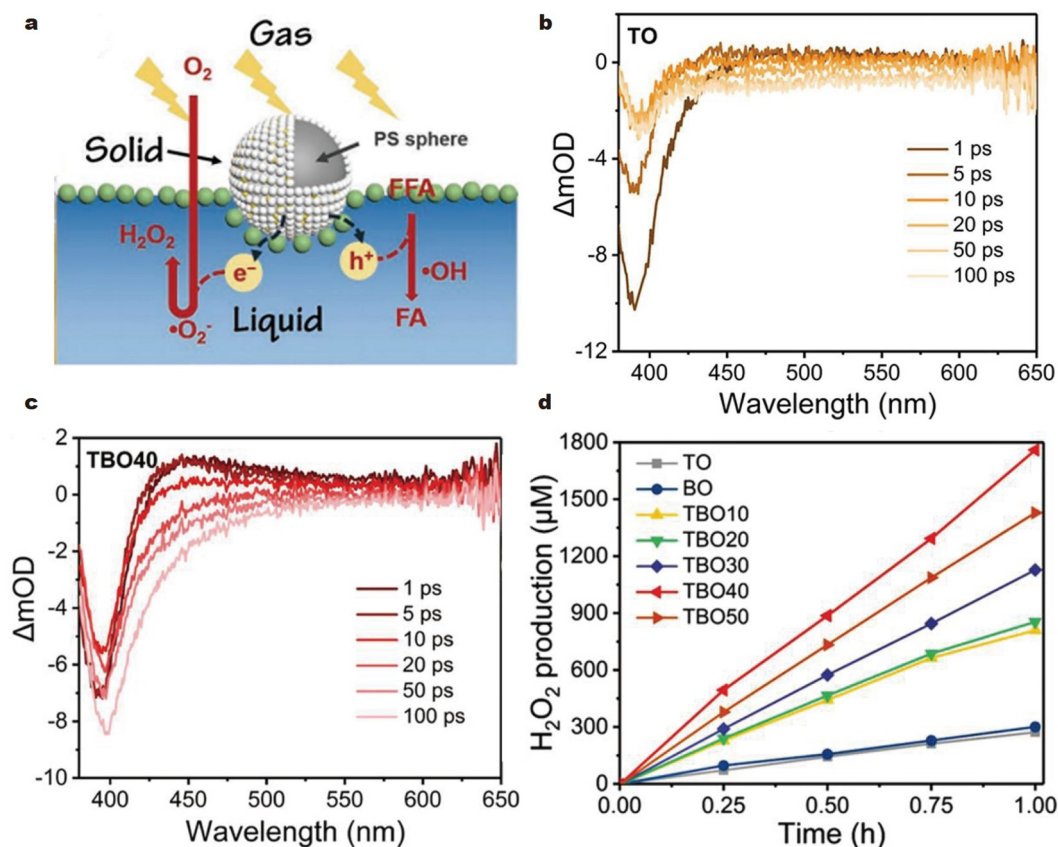 a
Gas
O₂
Solid
PS sphere
FFA
H₂O₂
e⁻
h⁺
•OH
•O₂⁻
Liquid
FA
b
TO
0
-4
-8
-12
ΔmOD
1 ps
5 ps
10 ps
20 ps
50 ps
100 ps
400 450 500 550 600 650
Wavelength (nm)
c
TBO40
2
0
-2
-4
-6
-8
-10
ΔmOD
1 ps
5 ps
10 ps
20 ps
50 ps
100 ps
400 450 500 550 600 650
Wavelength (nm)
d
1800
1500
1200
900
600
300
0
H₂O₂ production (μM)
TO
BO
TBO10
TBO20
TBO30
TBO40
TBO50
0.00 0.25 0.50 0.75 1.00
Time (h)